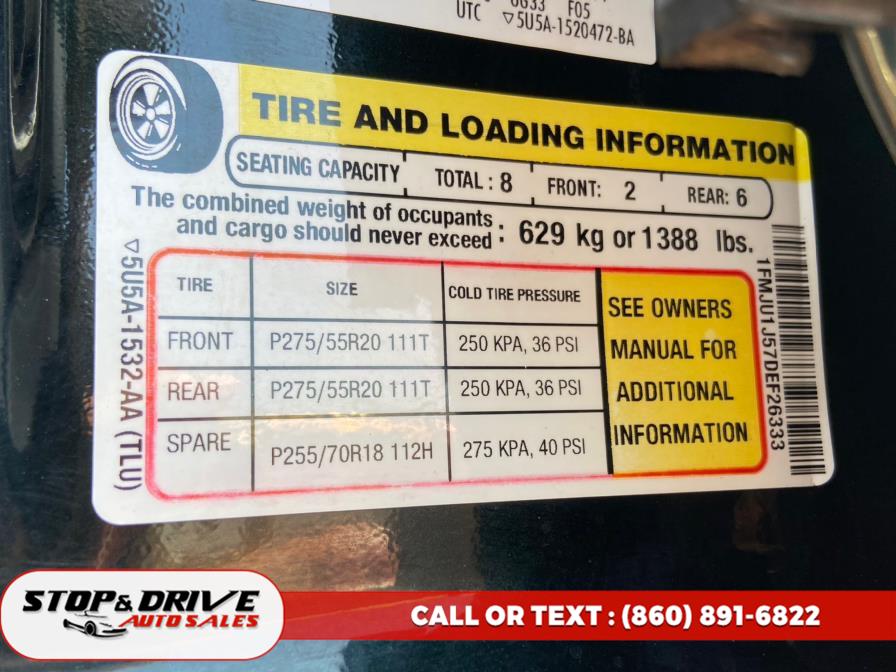 UTC ▽5U5A-1520472-BA
TIRE AND LOADING INFORMATION
SEATING CAPACITY TOTAL : 8 FRONT: 2 REAR: 6
The combined weight of occupants
and cargo should never exceed : 629 kg or 1388 lbs.
TIRE SIZE COLD TIRE PRESSURE
FRONT P275/55R20 111T 250 KPA, 36 PSI
REAR P275/55R20 111T 250 KPA, 36 PSI
SPARE P255/70R18 112H 275 KPA, 40 PSI
SEE OWNERS
MANUAL FOR
ADDITIONAL
INFORMATION
▽5U5A-1532-AA (TLU)
1FMJU1J57DEF26333
STOP & DRIVE
AUTO SALES
CALL OR TEXT : (860) 891-6822